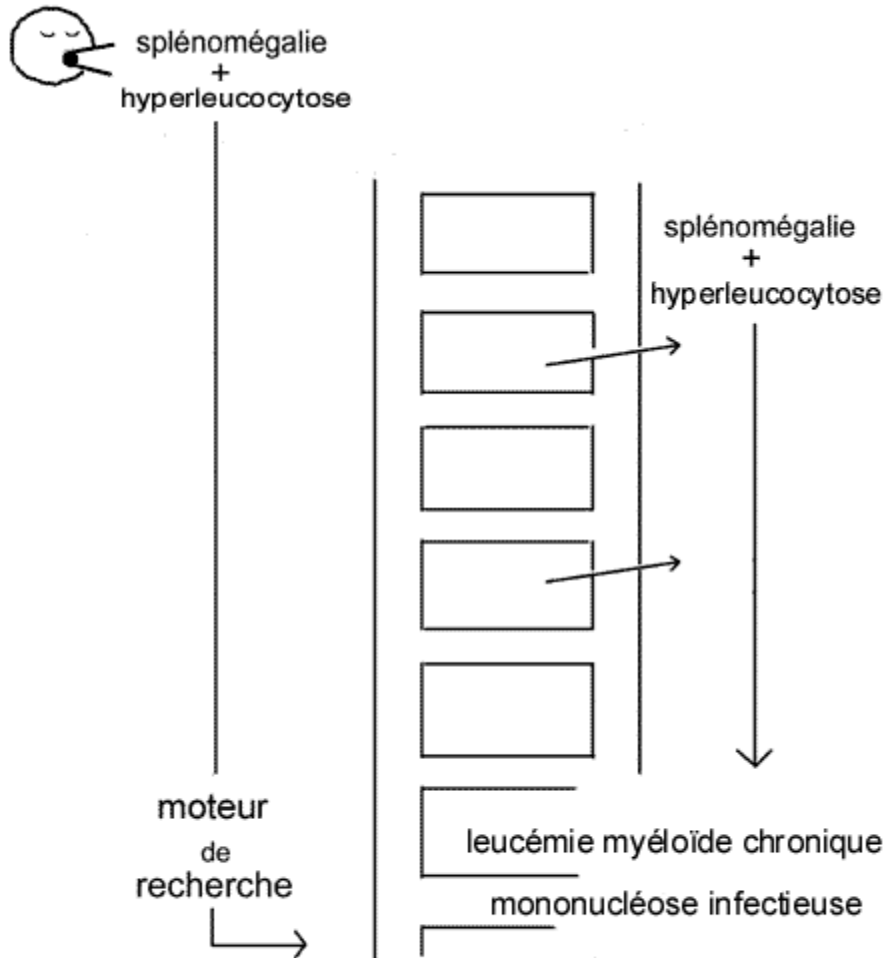 splénomégalie
+
hyperleucocytose
splénomégalie
+
hyperleucocytose
moteur
de
recherche
leucémie myéloïde chronique
mononucléose infectieuse